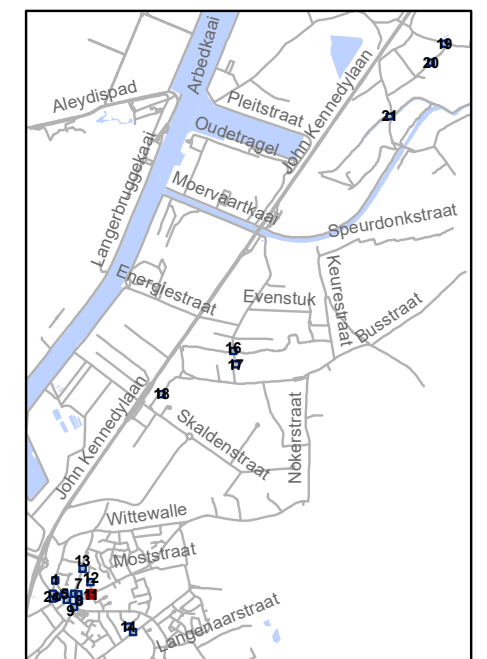 Arbedkaai
19
20
Aleydispad
Pleitstraat
21
Oudetragel
John Kennedylaan
Langerbruggekaai
Moervaartkaai
Speurdonkstraat
Energiestraat
Evenstuk
Keurestraat
Busstraat
16
17
18
John Kennedylaan
Skaldenstraat
Nokerstraat
Wittewalle
Moststraat
13
12
7
11
9
14
Langenaarstraat